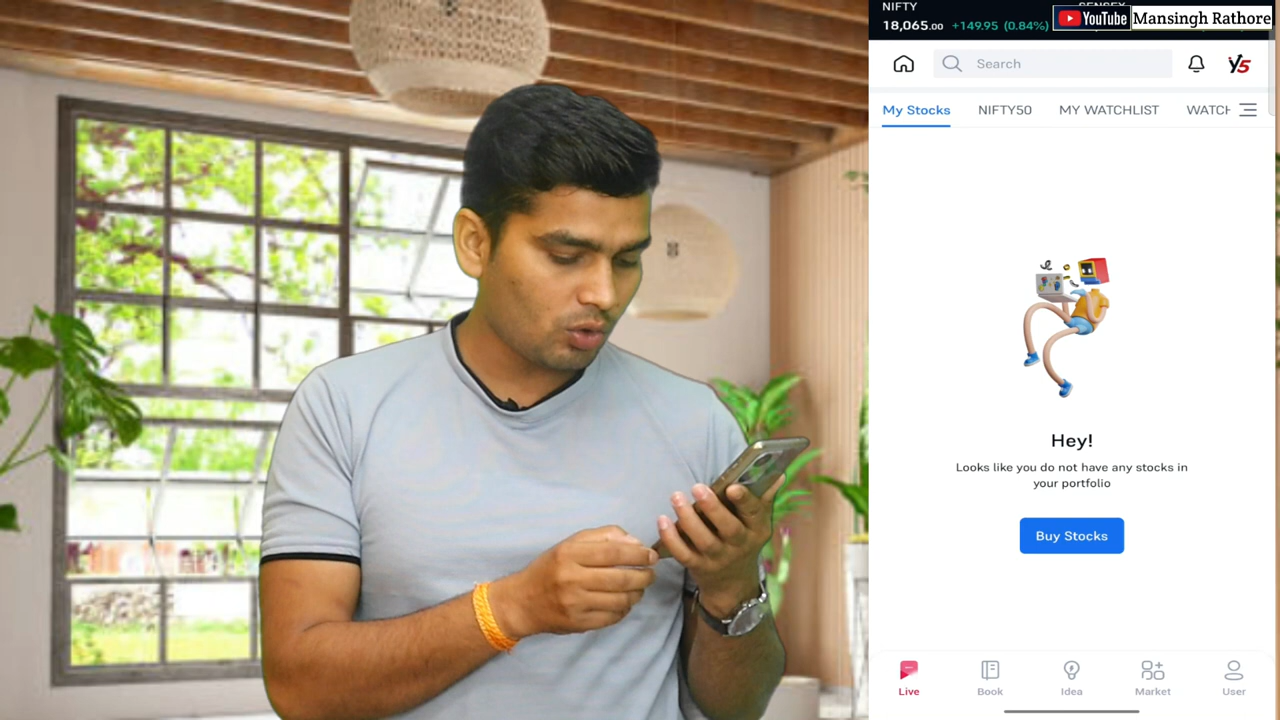 NIFTY
18,065.00 +149.95 (0.84%)
YouTube Mansingh Rathore
Search
Y5
My Stocks NIFTY50 MY WATCHLIST WATCH
Hey!
Looks like you do not have any stocks in
your portfolio
Buy Stocks
Live Book Idea Market User